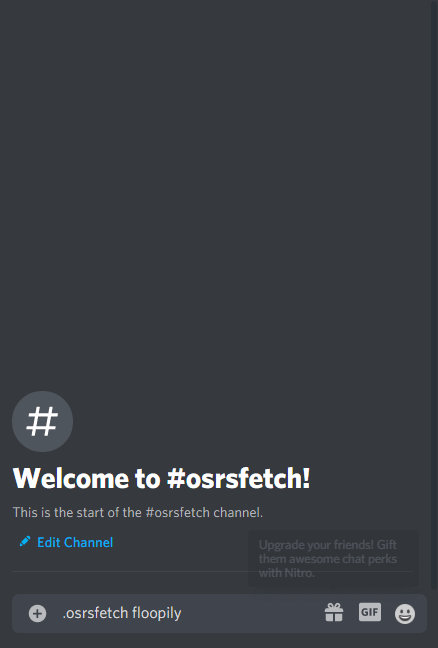 #
Welcome to #osrsfetch!
This is the start of the #osrsfetch channel.
Edit Channel
Upgrade your friends! Gift
them awesome chat perks
with Nitro.
.osrsfetch floopily
GIF